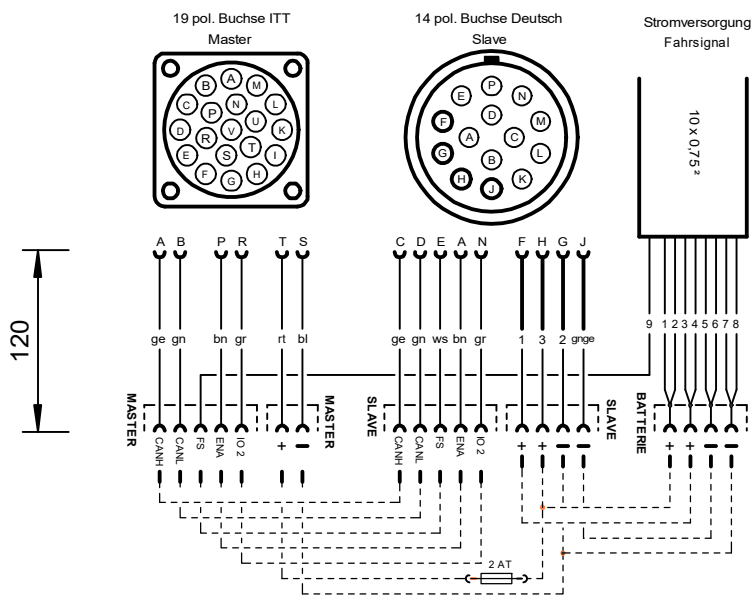 19 pol. Buchse ITT
Master
14 pol. Buchse Deutsch
Slave
Stromversorgung
Fahrsignal
B A M
C P N L
D R V U K
E S T I
F G H
P
E N
F D M
A C
G B L
H J K
10 x 0,75²
A B P R T S
C D E A N F H G J
120
ge gn bn gr rt bl
ge gn ws bn gr 1 3 2 gnge
9 1 2 3 4 5 6 7 8
MASTER
CANH CANL FS ENA IO 2
+ −
MASTER
SLAVE
CANH CANL FS ENA IO 2
+ + − −
SLAVE
BATTERIE
+ + − −
2 AT